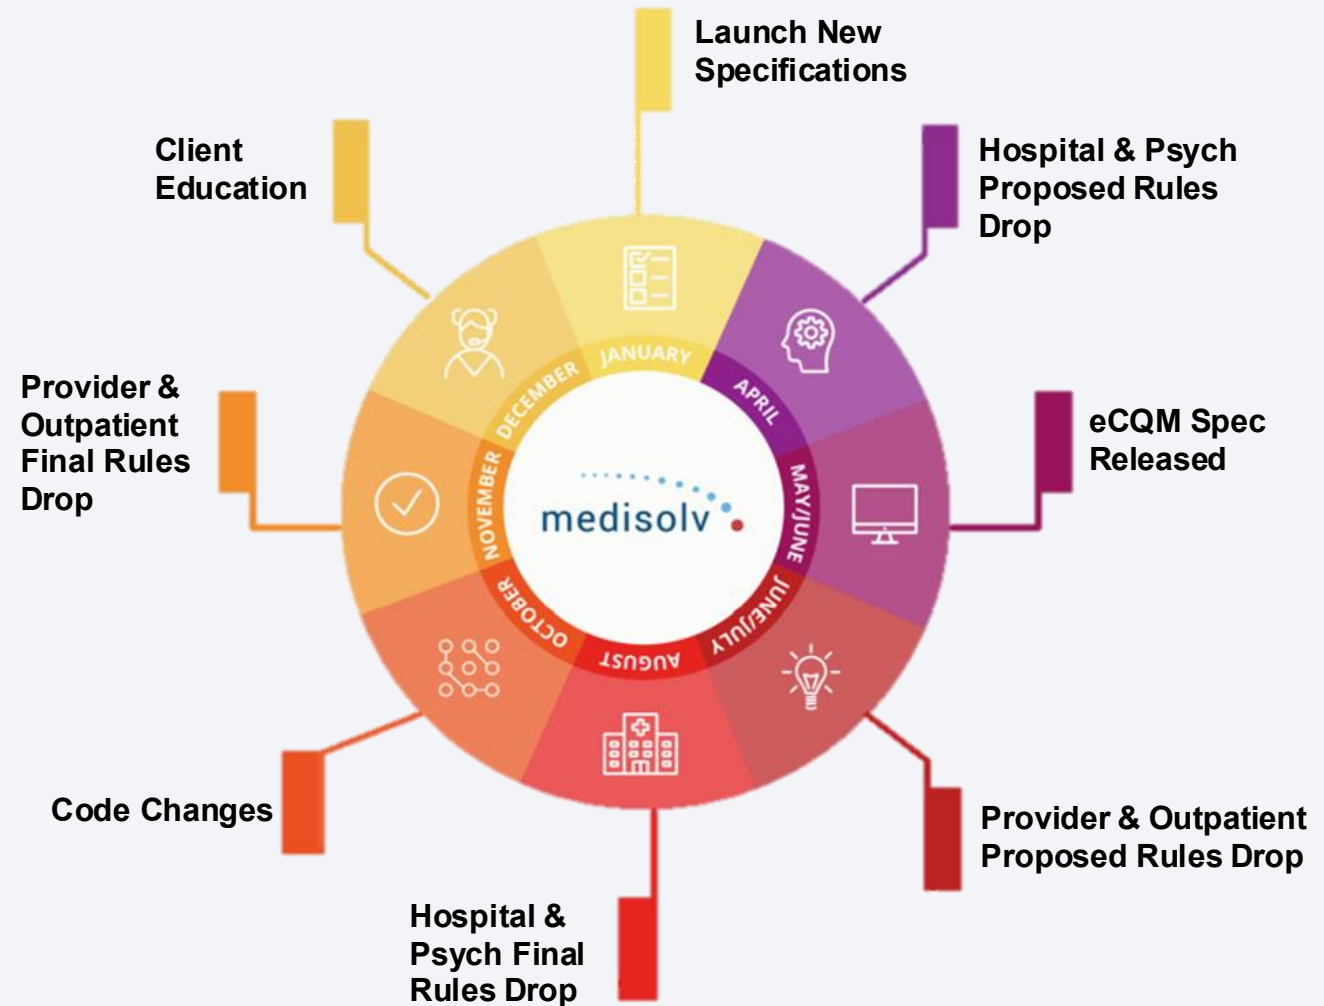 Launch New
Specifications
Hospital & Psych
Proposed Rules
Drop
eCQM Spec
Released
Provider & Outpatient
Proposed Rules Drop
Hospital &
Psych Final
Rules Drop
Code Changes
Provider &
Outpatient
Final Rules
Drop
Client
Education
JANUARY
APRIL
MAY/JUNE
JUNE/JULY
AUGUST
OCTOBER
NOVEMBER
DECEMBER
medisolv